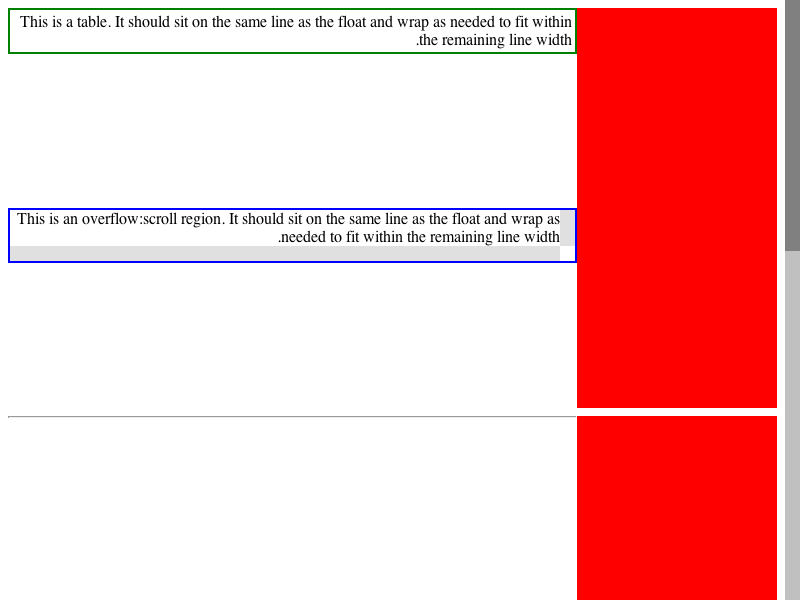 This is a table. It should sit on the same line as the float and wrap as needed to fit within
.the remaining line width
This is an overflow:scroll region. It should sit on the same line as the float and wrap as
.needed to fit within the remaining line width